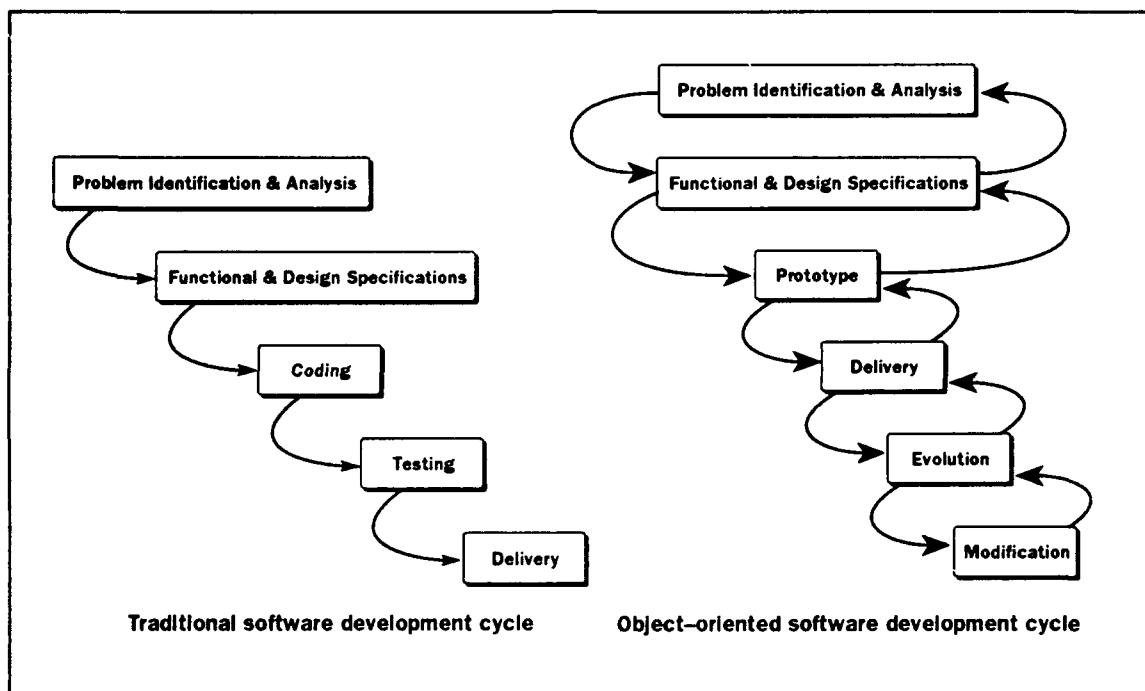 Problem Identification & Analysis
Functional & Design Specifications
Coding
Testing
Delivery
Traditional software development cycle
Problem Identification & Analysis
Functional & Design Specifications
Prototype
Delivery
Evolution
Modification
Object-oriented software development cycle